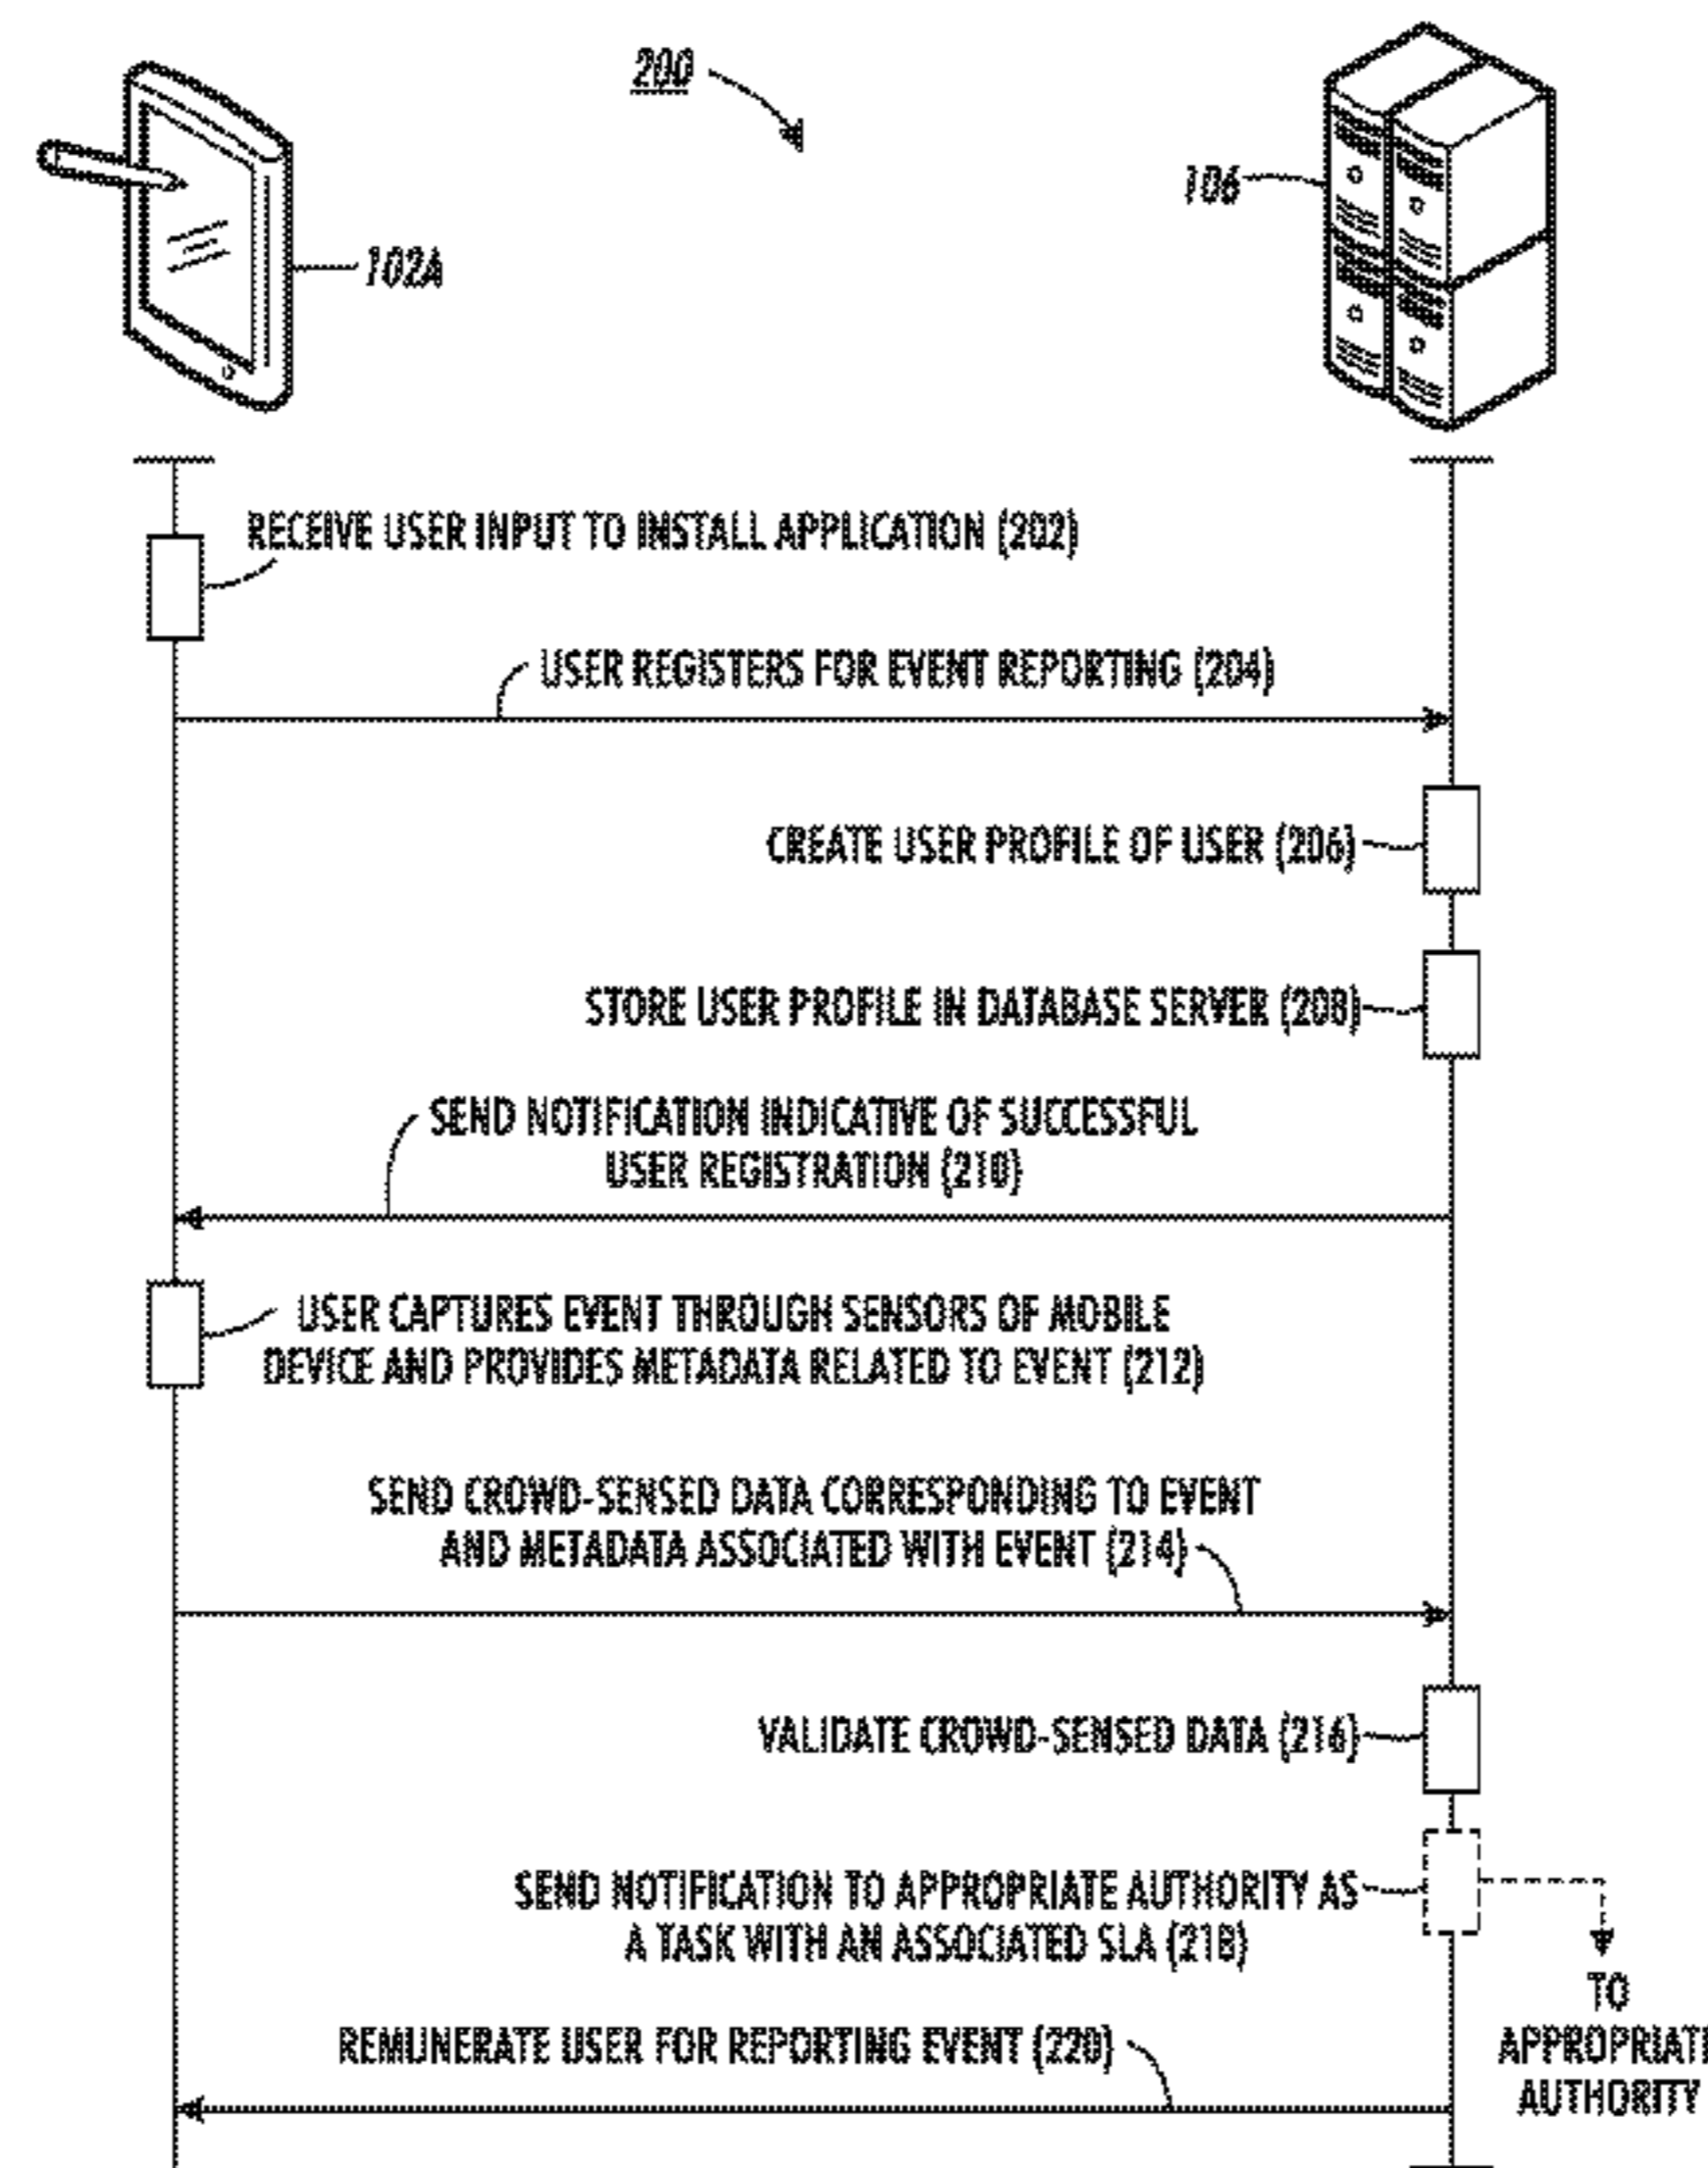 200
106
102A
RECEIVE USER INPUT TO INSTALL APPLICATION (202)
USER REGISTERS FOR EVENT REPORTING (204)
CREATE USER PROFILE OF USER (206)
STORE USER PROFILE IN DATABASE SERVER (208)
SEND NOTIFICATION INDICATIVE OF SUCCESSFUL
USER REGISTRATION (210)
USER CAPTURES EVENT THROUGH SENSORS OF MOBILE
DEVICE AND PROVIDES METADATA RELATED TO EVENT (212)
SEND CROWD-SENSED DATA CORRESPONDING TO EVENT
AND METADATA ASSOCIATED WITH EVENT (214)
VALIDATE CROWD-SENSED DATA (216)
SEND NOTIFICATION TO APPROPRIATE AUTHORITY AS
A TASK WITH AN ASSOCIATED SLA (218)
TO
APPROPRIATE
AUTHORITY
REMUNERATE USER FOR REPORTING EVENT (220)